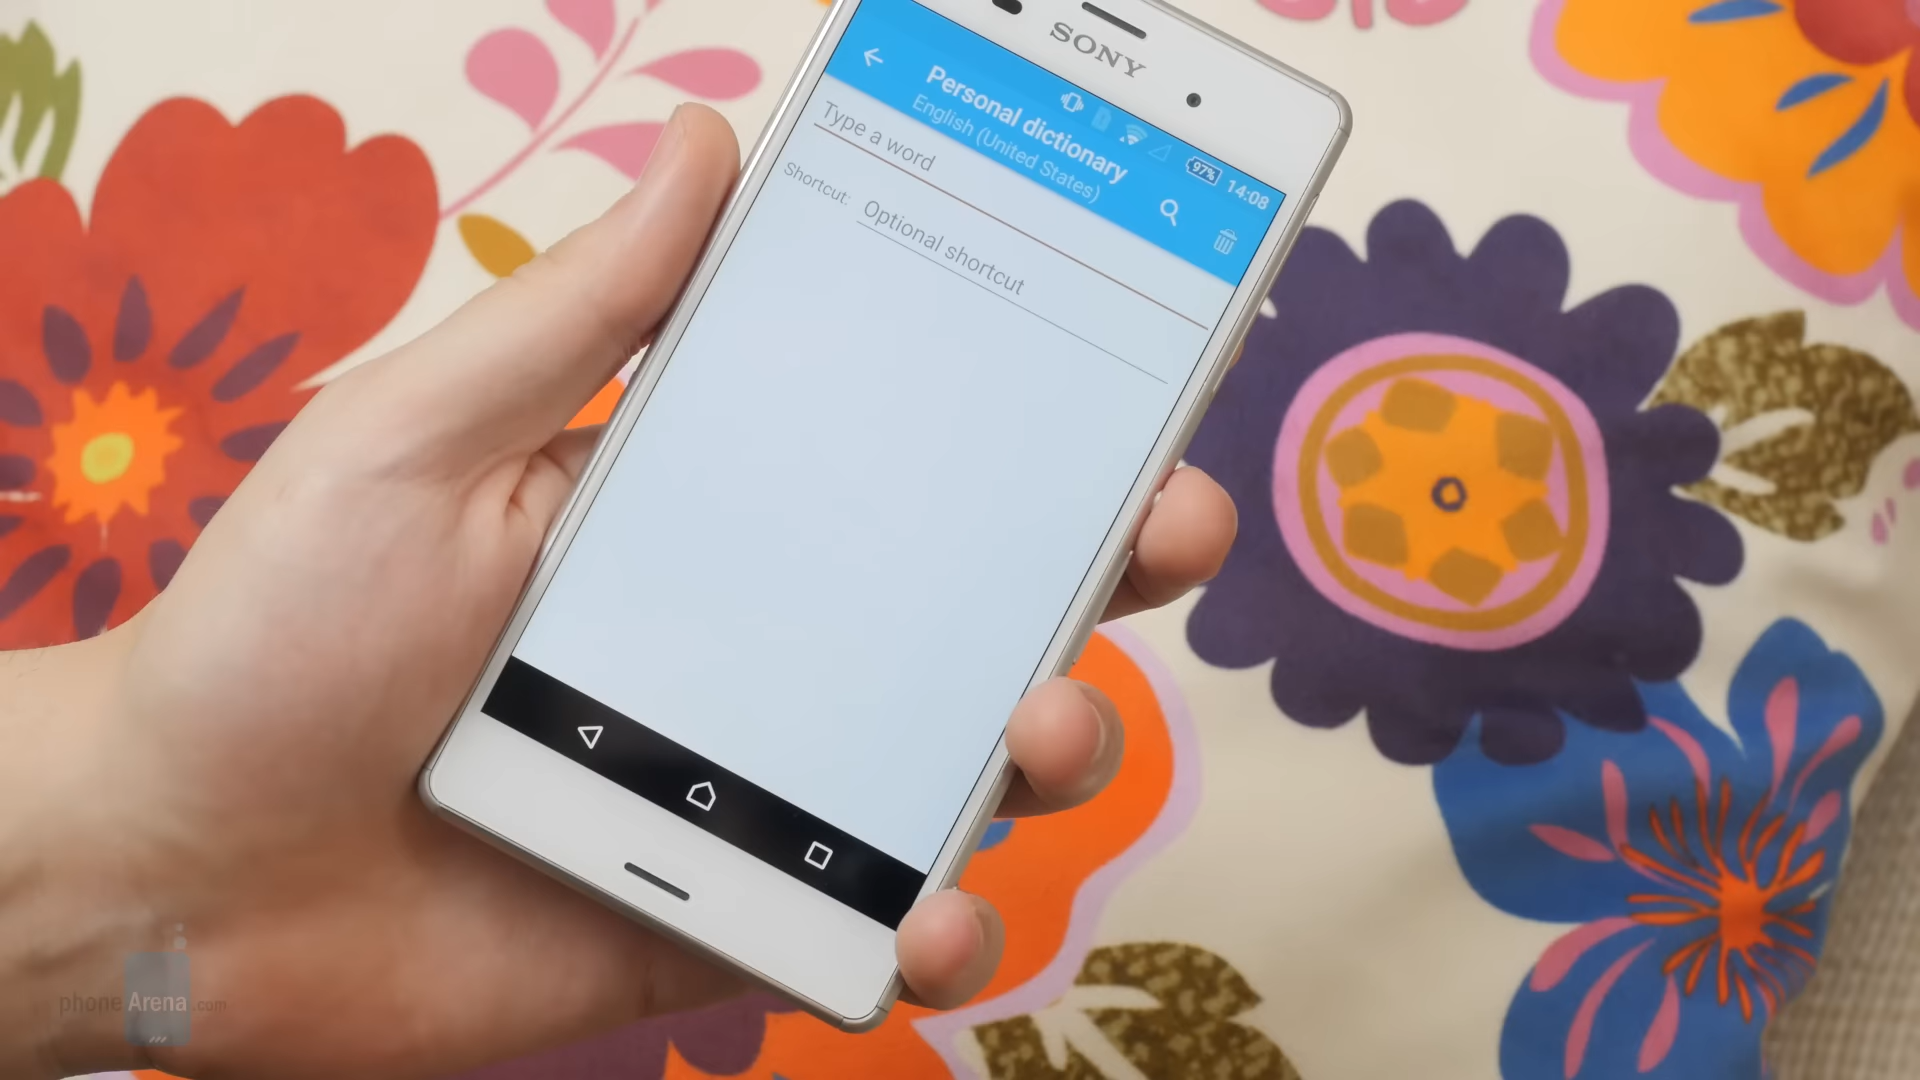 SONY
97% 14:08
Personal dictionary
English (United States)
Type a word
Shortcut: Optional shortcut
phoneArena.com